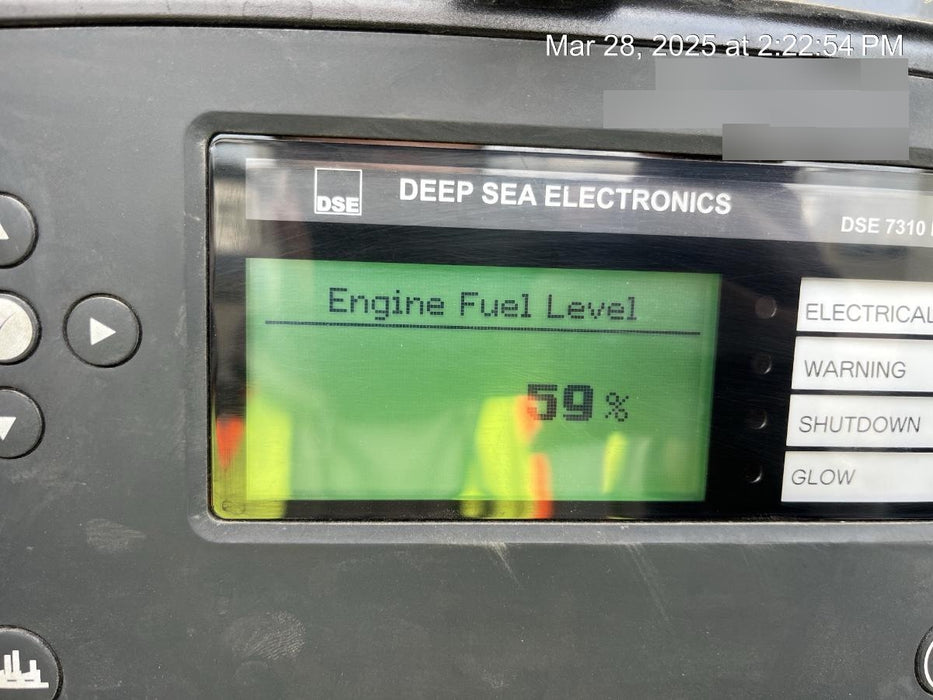 Mar 28, 2025 at 2:22:54 PM
DSE
DEEP SEA ELECTRONICS
DSE 7310
Engine Fuel Level
59 %
ELECTRICAL
WARNING
SHUTDOWN
GLOW